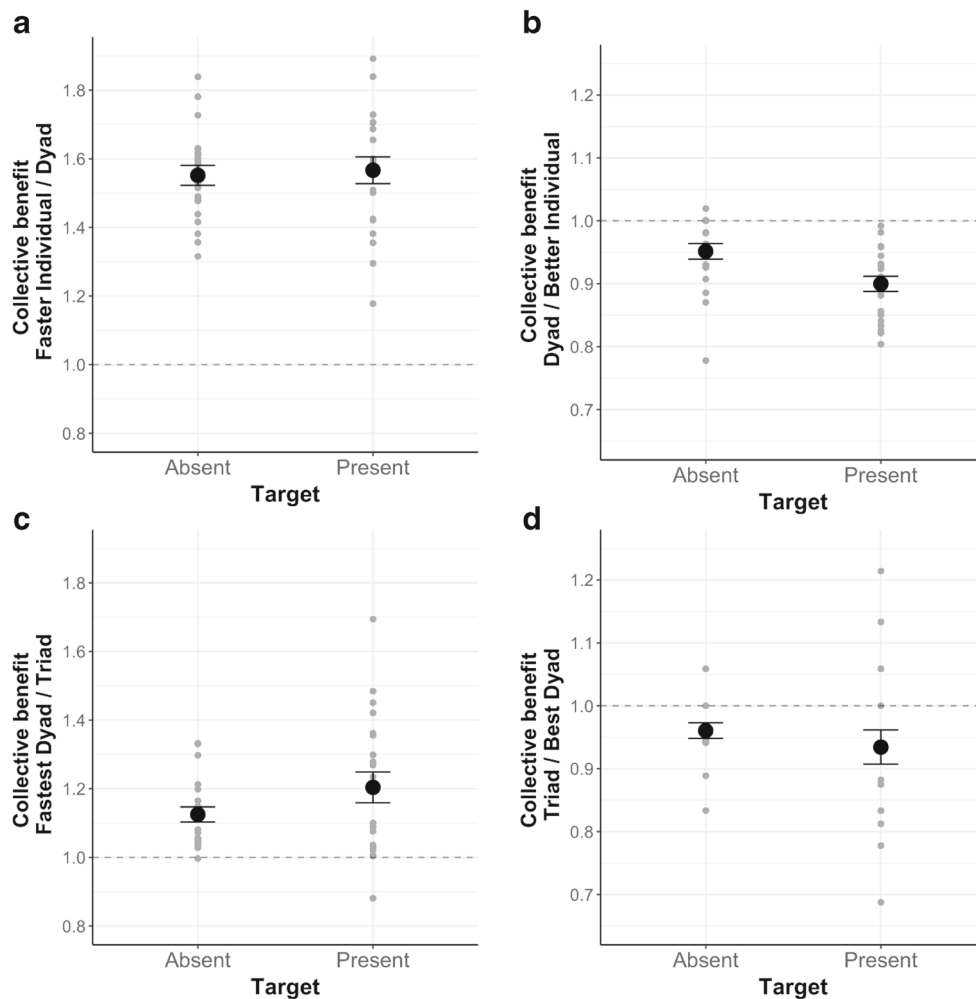 a
Collective benefit
Faster Individual / Dyad
1.8
1.6
1.4
1.2
1.0
0.8
Absent
Present
Target
b
Collective benefit
Dyad / Better Individual
1.2
1.1
1.0
0.9
0.8
0.7
Absent
Present
Target
c
Collective benefit
Fastest Dyad / Triad
1.8
1.6
1.4
1.2
1.0
0.8
Absent
Present
Target
d
Collective benefit
Triad / Best Dyad
1.2
1.1
1.0
0.9
0.8
0.7
Absent
Present
Target